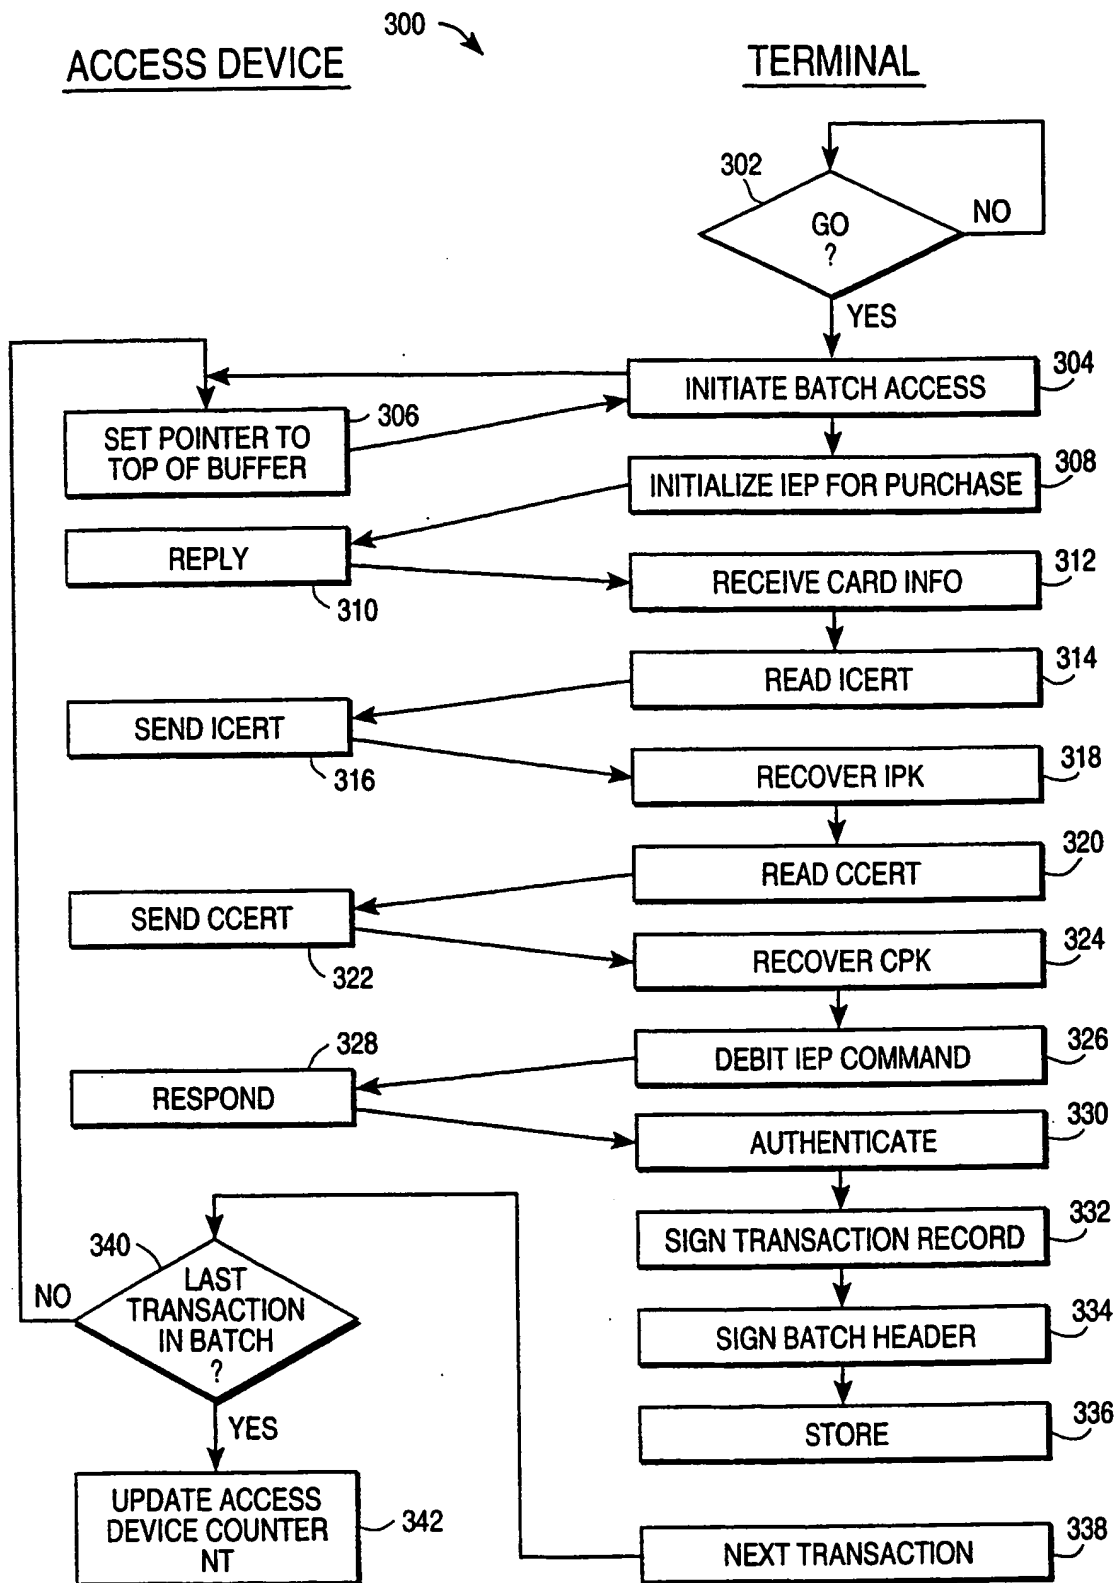 300
ACCESS DEVICE
TERMINAL
302
GO
?
NO
YES
INITIATE BATCH ACCESS
304
306
SET POINTER TO
TOP OF BUFFER
INITIALIZE IEP FOR PURCHASE
308
REPLY
310
RECEIVE CARD INFO
312
READ ICERT
314
SEND ICERT
316
RECOVER IPK
318
READ CCERT
320
SEND CCERT
322
RECOVER CPK
324
DEBIT IEP COMMAND
326
328
RESPOND
AUTHENTICATE
330
SIGN TRANSACTION RECORD
332
SIGN BATCH HEADER
334
STORE
336
NEXT TRANSACTION
338
340
LAST
TRANSACTION
IN BATCH
?
NO
YES
UPDATE ACCESS
DEVICE COUNTER
NT
342